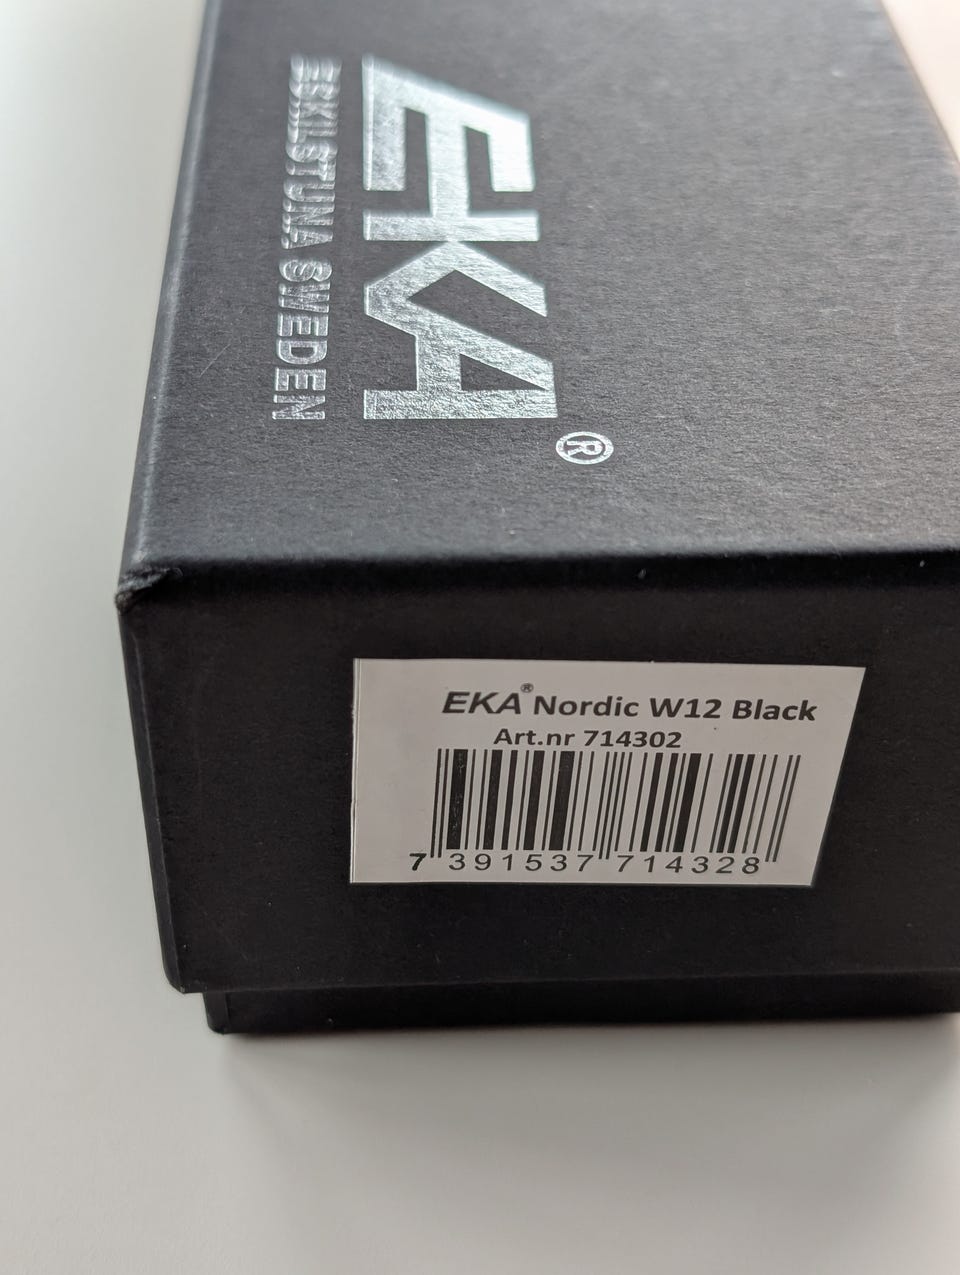 EKA®
ESKILSTUNA SWEDEN
EKA® Nordic W12 Black
Art.nr 714302
7 391537 714328